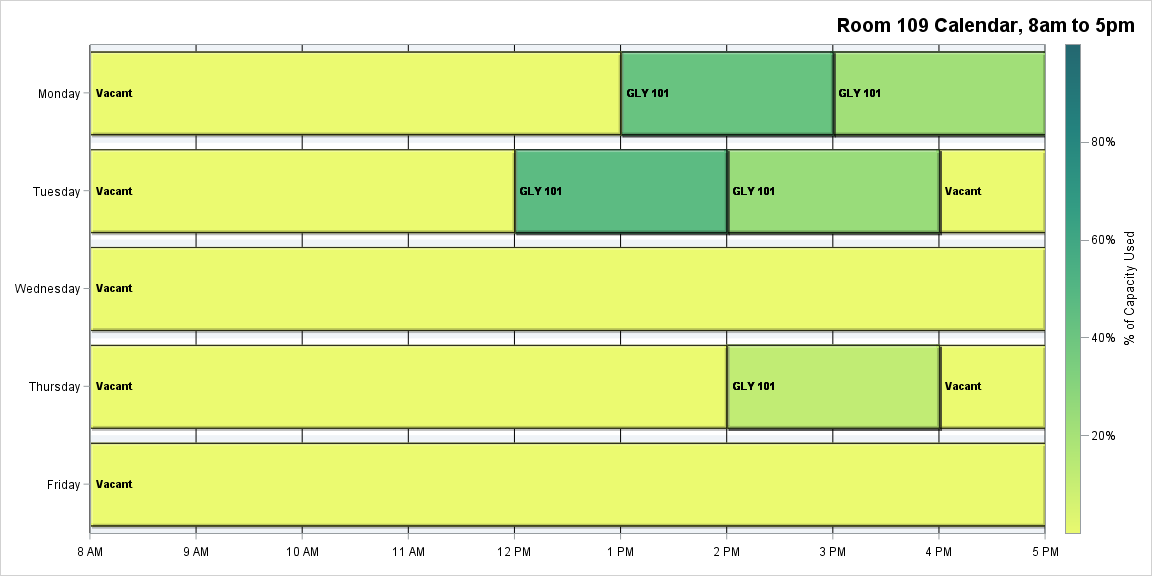 Room 109 Calendar, 8am to 5pm
Monday
Vacant
GLY 101
GLY 101
Tuesday
Vacant
GLY 101
GLY 101
Vacant
Wednesday
Vacant
Thursday
Vacant
GLY 101
Vacant
Friday
Vacant
8 AM
9 AM
10 AM
11 AM
12 PM
1 PM
2 PM
3 PM
4 PM
5 PM
80%
60%
40%
20%
% of Capacity Used